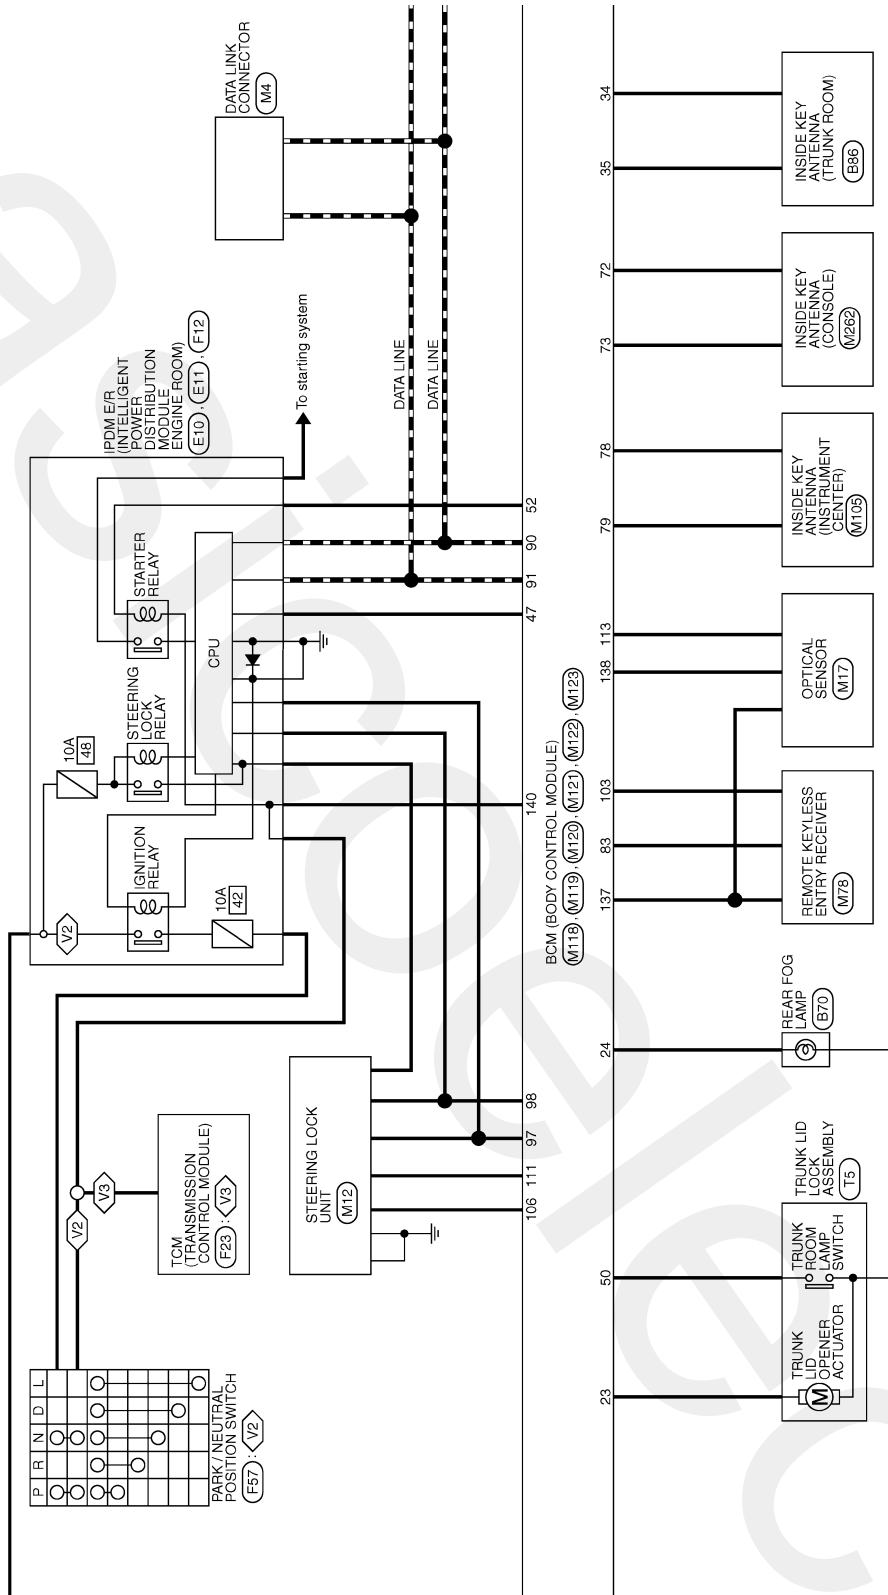 DATA LINK
CONNECTOR
M4
IPDM E/R
(INTELLIGENT
POWER
DISTRIBUTION
MODULE
ENGINE ROOM)
E10 , E11 , F12
To starting system
DATA LINE
DATA LINE
STARTER
RELAY
STEERING
LOCK
RELAY
IGNITION
RELAY
CPU
10A
48
10A
42
V2
52
90
91
47
140
98
97
111
106
BCM (BODY CONTROL MODULE)
M118 , M119 , M120 , M121 , M122 , M123
TCM
(TRANSMISSION
CONTROL MODULE)
F23 : V3
V3
V2
STEERING LOCK
UNIT
M12
P R N D L
PARK / NEUTRAL
POSITION SWITCH
F57 : V2
34
35
INSIDE KEY
ANTENNA
(TRUNK ROOM)
B86
72
73
INSIDE KEY
ANTENNA
(CONSOLE)
M262
78
79
INSIDE KEY
ANTENNA
(INSTRUMENT
CENTER)
M105
113
138
OPTICAL
SENSOR
M17
103
83
137
REMOTE KEYLESS
ENTRY RECEIVER
M78
24
REAR FOG
LAMP
B70
50
23
TRUNK LID
LOCK
ASSEMBLY
T5
TRUNK
ROOM
LAMP
SWITCH
TRUNK
LID
OPENER
ACTUATOR
M